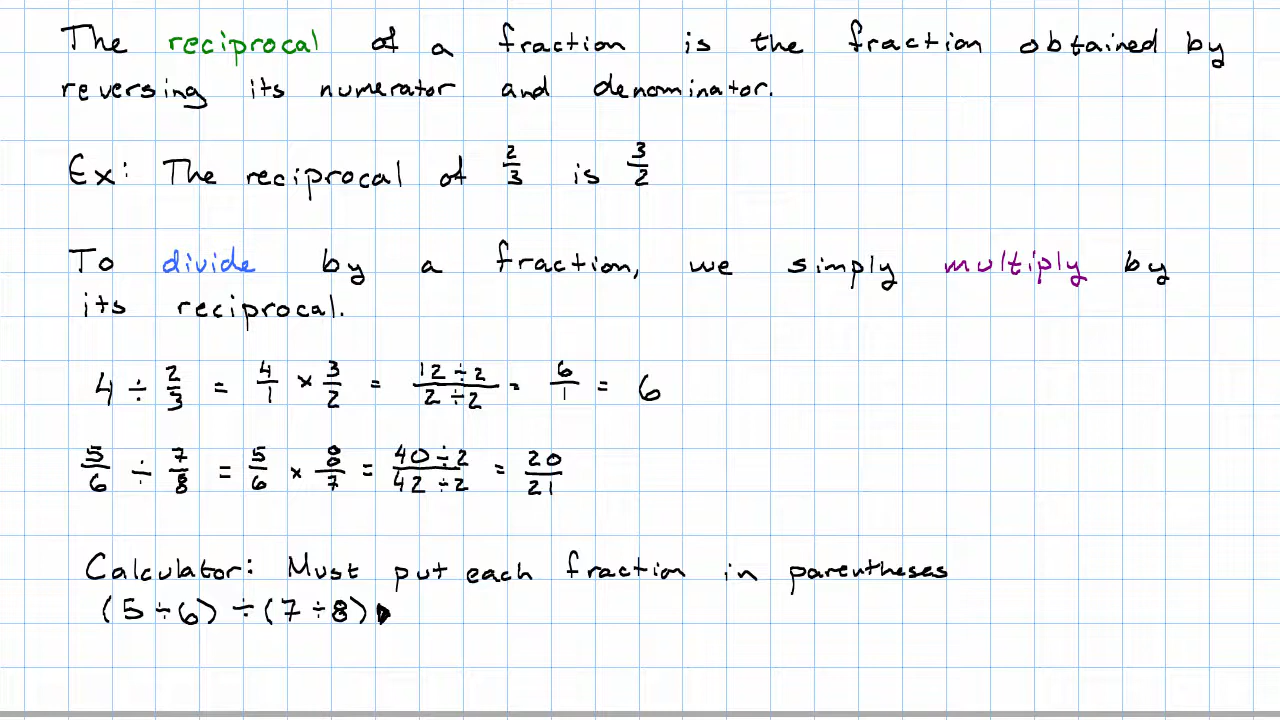 The reciprocal of a fraction is the fraction obtained by
reversing its numerator and denominator.
Ex: The reciprocal of 2/3 is 3/2
To divide by a fraction, we simply multiply by
its reciprocal.
4 ÷ 2/3 = 4/1 × 3/2 = 12÷2/2÷2 = 6/1 = 6
5/6 ÷ 7/8 = 5/6 × 8/7 = 40÷2/42÷2 = 20/21
Calculator: Must put each fraction in parentheses
(5÷6) ÷ (7÷8)